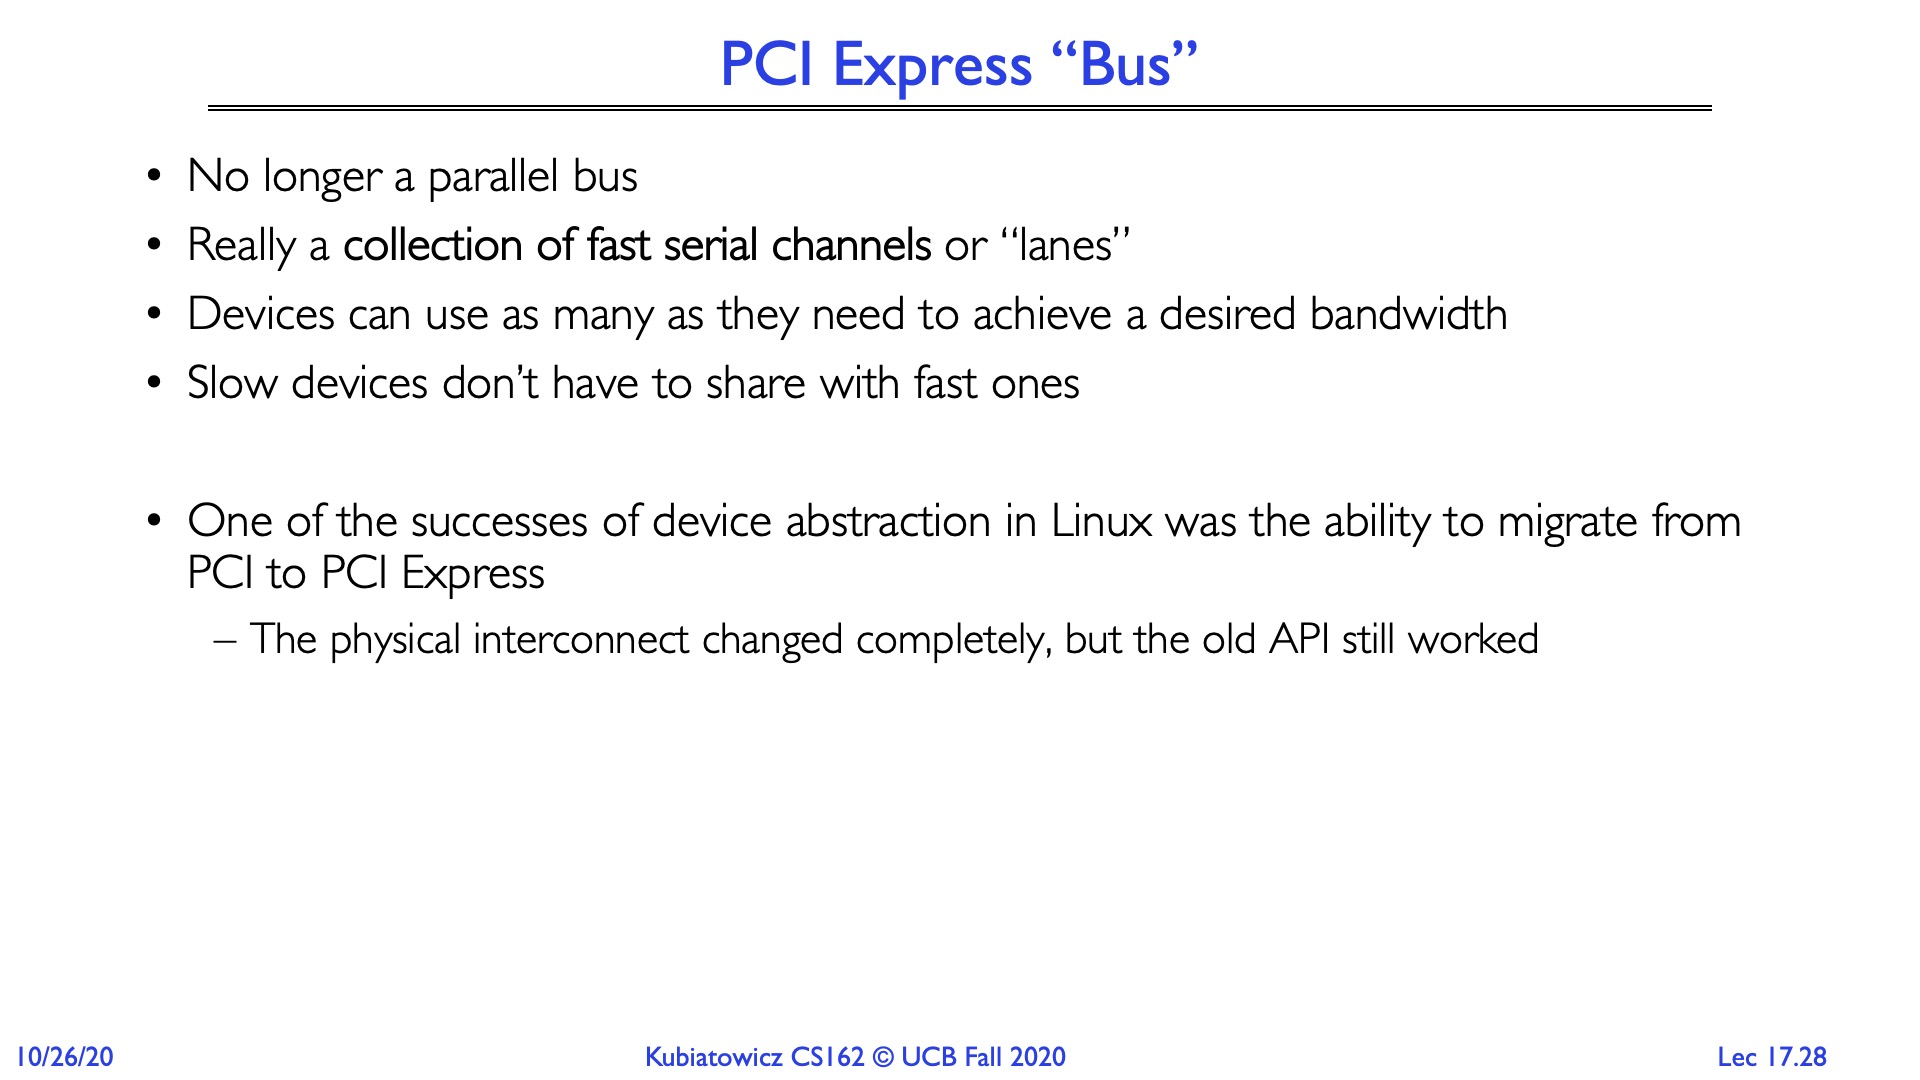 PCI Express “Bus”
• No longer a parallel bus
• Really a collection of fast serial channels or “lanes”
• Devices can use as many as they need to achieve a desired bandwidth
• Slow devices don’t have to share with fast ones
• One of the successes of device abstraction in Linux was the ability to migrate from
PCI to PCI Express
– The physical interconnect changed completely, but the old API still worked
10/26/20
Kubiatowicz CS162 © UCB Fall 2020
Lec 17.28